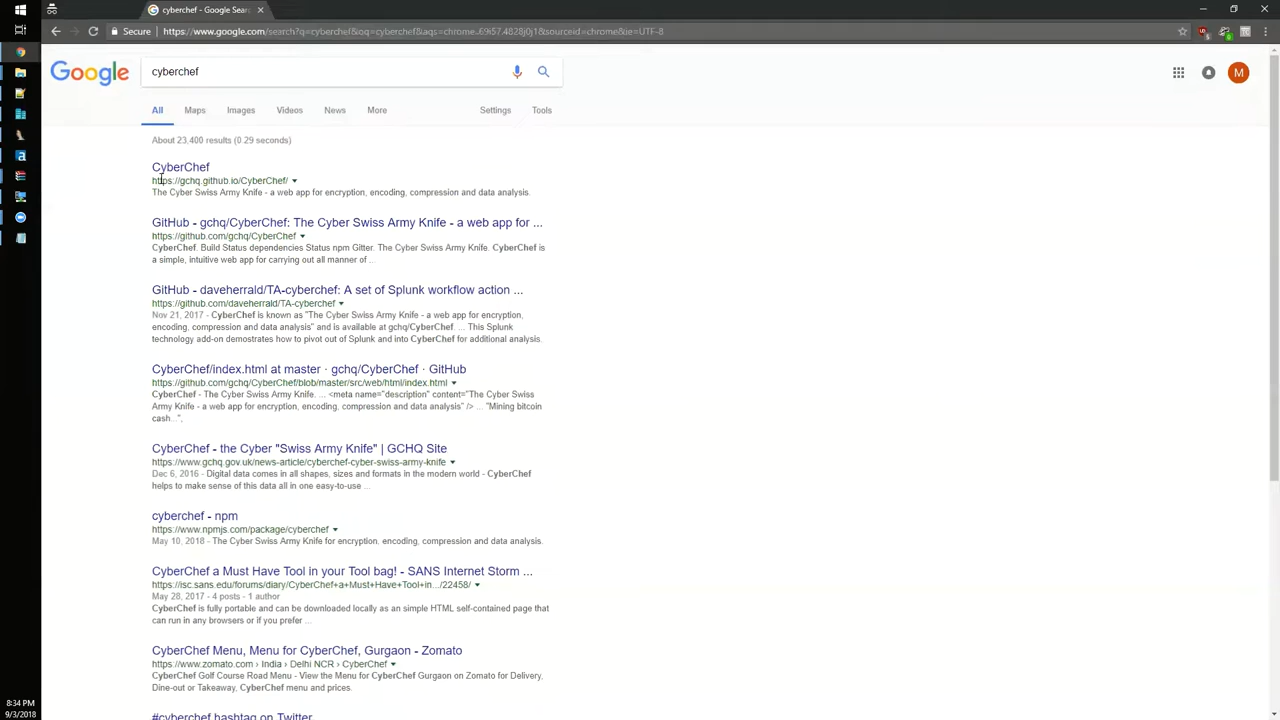 cyberchef - Google Sear
Secure | https://www.google.com/search?q=cyberchef&oq=cyberchef&aqs=chrome..69i57.4828j0j1&sourceid=chrome&ie=UTF-8
Google
cyberchef
M
All Maps Images Videos News More Settings Tools
About 23,400 results (0.29 seconds)
CyberChef
https://gchq.github.io/CyberChef/
The Cyber Swiss Army Knife - a web app for encryption, encoding, compression and data analysis.
GitHub - gchq/CyberChef: The Cyber Swiss Army Knife - a web app for ...
https://github.com/gchq/CyberChef
CyberChef. Build Status dependencies Status npm Gitter. The Cyber Swiss Army Knife. CyberChef is
a simple, intuitive web app for carrying out all manner of ...
GitHub - daveherrald/TA-cyberchef: A set of Splunk workflow action ...
https://github.com/daveherrald/TA-cyberchef
Nov 21, 2017 - CyberChef is known as "The Cyber Swiss Army Knife - a web app for encryption,
encoding, compression and data analysis" and is available at gchq/CyberChef. ... This Splunk
technology add-on demostrates how to pivot out of Splunk and into CyberChef for additional analysis.
CyberChef/index.html at master · gchq/CyberChef · GitHub
https://github.com/gchq/CyberChef/blob/master/src/web/html/index.html
CyberChef - The Cyber Swiss Army Knife. ... <meta name="description" content="The Cyber Swiss
Army Knife - a web app for encryption, encoding, compression and data analysis" /> ... "Mining bitcoin
cash...",
CyberChef - the Cyber "Swiss Army Knife" | GCHQ Site
https://www.gchq.gov.uk/news-article/cyberchef-cyber-swiss-army-knife
Dec 6, 2016 - Digital data comes in all shapes, sizes and formats in the modern world - CyberChef
helps to make sense of this data all in one easy-to-use ...
cyberchef - npm
https://www.npmjs.com/package/cyberchef
May 10, 2018 - The Cyber Swiss Army Knife for encryption, encoding, compression and data analysis.
CyberChef a Must Have Tool in your Tool bag! - SANS Internet Storm ...
https://isc.sans.edu/forums/diary/CyberChef+a+Must+Have+Tool+in.../22458/
May 28, 2017 - 4 posts - 1 author
CyberChef is fully portable and can be downloaded locally as an simple HTML self-contained page that
can run in any browsers or if you prefer ...
CyberChef Menu, Menu for CyberChef, Gurgaon - Zomato
https://www.zomato.com › India › Delhi NCR › CyberChef
CyberChef Golf Course Road Menu - View the Menu for CyberChef Gurgaon on Zomato for Delivery,
Dine-out or Takeaway, CyberChef menu and prices.
#cyberchef hashtag on Twitter
8:34 PM
9/3/2018